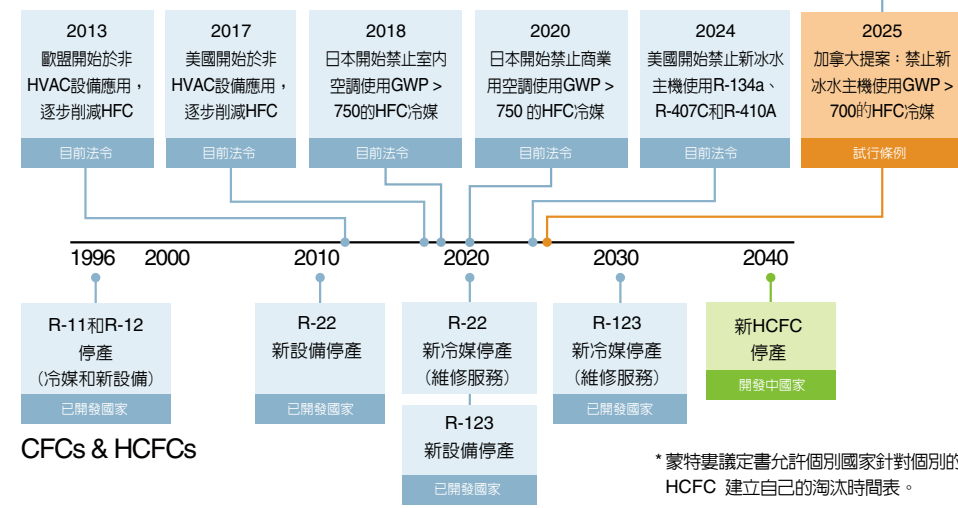 2013
歐盟開始於非
HVAC設備應用，
逐步削減HFC
目前法令
2017
美國開始於非
HVAC設備應用，
逐步削減HFC
目前法令
2018
日本開始禁止室內
空調使用GWP >
750的HFC冷媒
目前法令
2020
日本開始禁止商業
用空調使用GWP >
750 的HFC冷媒
目前法令
2024
美國開始禁止新冰水
主機使用R-134a、
R-407C和R-410A
目前法令
2025
加拿大提案：禁止新
冰水主機使用GWP >
700的HFC冷媒
試行條例
1996 2000 2010 2020 2030 2040
R-11和R-12
停產
（冷媒和新設備）
已開發國家
R-22
新設備停產
已開發國家
R-22
新冷媒停產
（維修服務）
R-123
新設備停產
已開發國家
R-123
新冷媒停產
（維修服務）
已開發國家
新HCFC
停產
開發中國家
CFCs & HCFCs
* 蒙特婁議定書允許個別國家針對個別的
HCFC 建立自己的淘汰時間表。